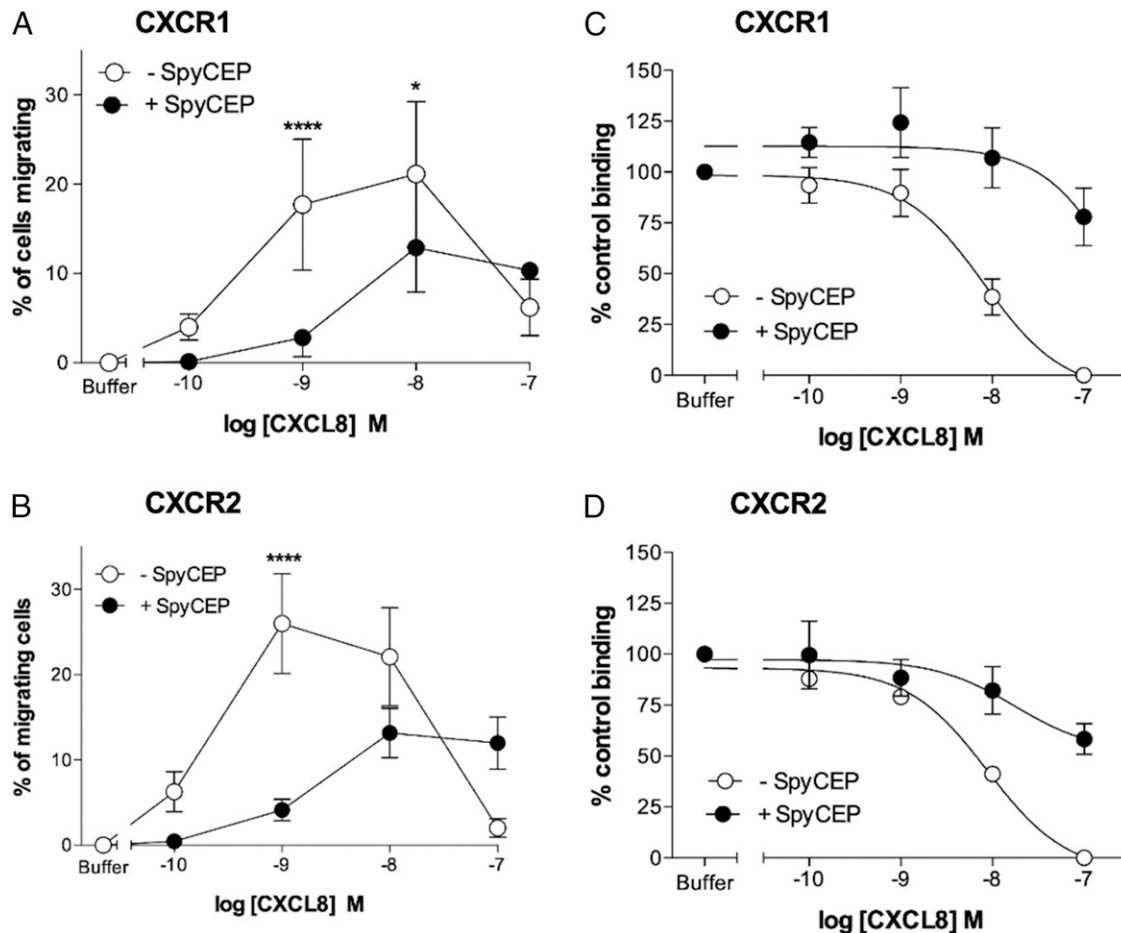 A CXCR1
- SpyCEP
+ SpyCEP
**** *
% of cells migrating
30
20
10
0
Buffer -10 -9 -8 -7
log [CXCL8] M
B CXCR2
- SpyCEP
+ SpyCEP
****
% of migrating cells
30
20
10
0
Buffer -10 -9 -8 -7
log [CXCL8] M
C CXCR1
% control binding
150
125
100
75
50
25
0
- SpyCEP
+ SpyCEP
Buffer -10 -9 -8 -7
log [CXCL8] M
D CXCR2
% control binding
150
125
100
75
50
25
0
- SpyCEP
+ SpyCEP
Buffer -10 -9 -8 -7
log [CXCL8] M